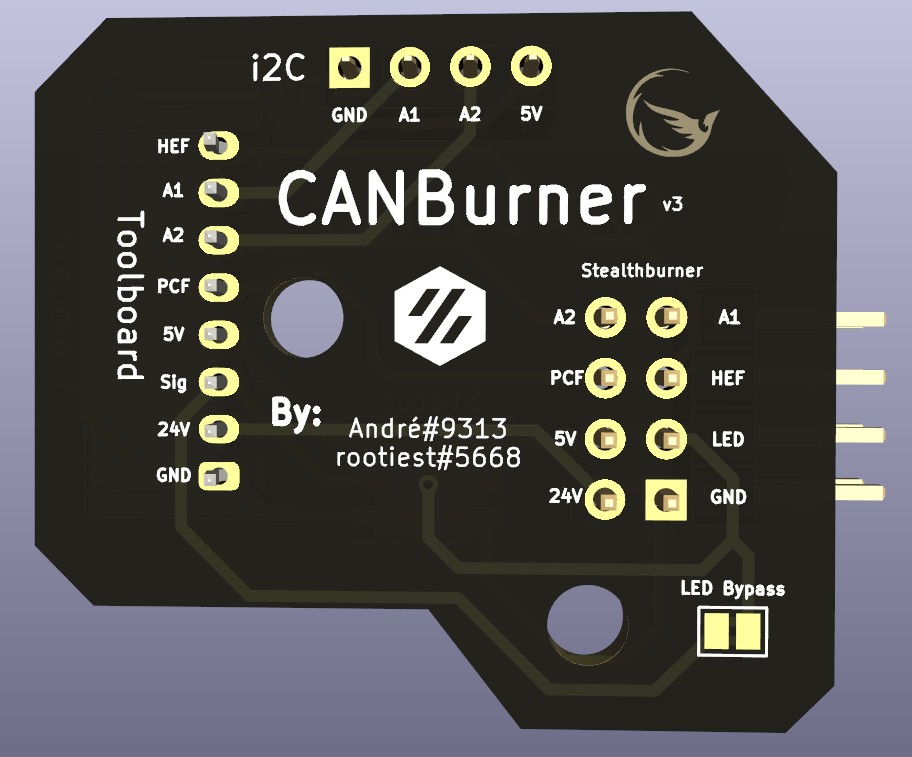 i2C
GND A1 A2 5V
CANBurner v3
Toolboard
HEF
A1
A2
PCF
5V
Sig
24V
GND
By:
André#9313
rootiest#5668
Stealthburner
A2 A1
PCF HEF
5V LED
24V GND
LED Bypass